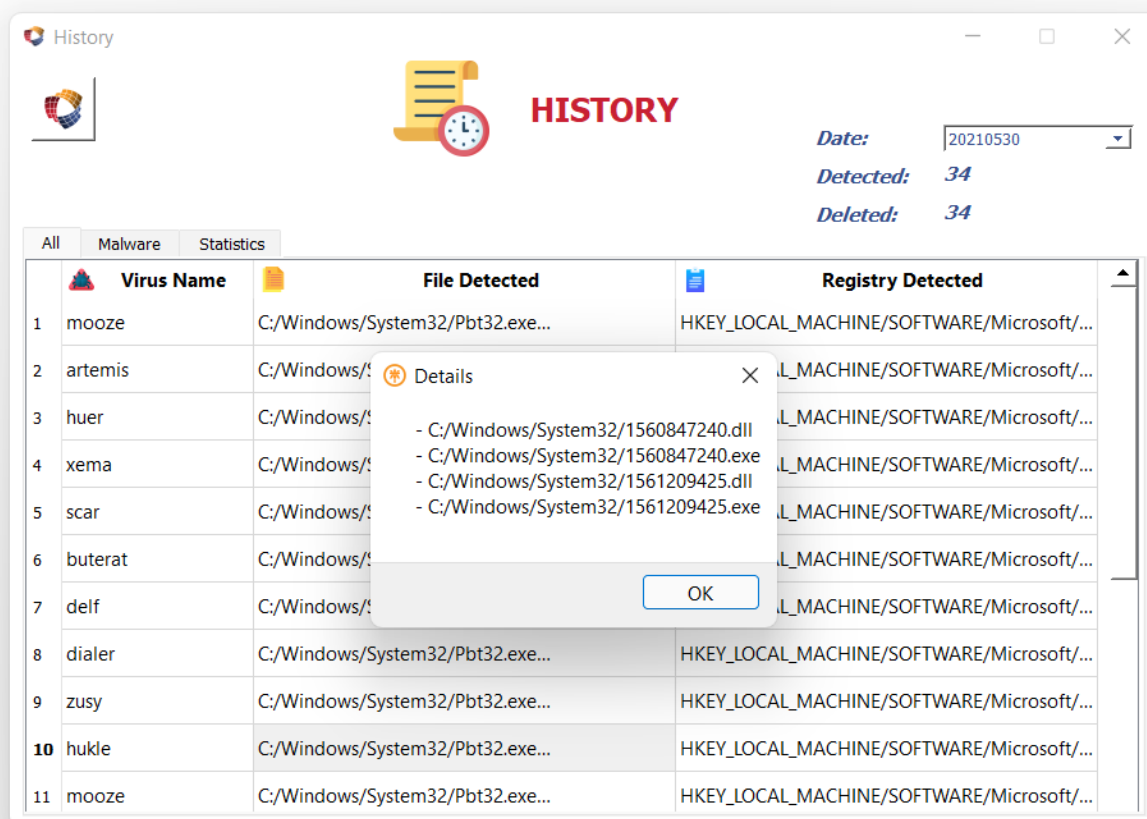 History
HISTORY
Date: 20210530
Detected: 34
Deleted: 34
All Malware Statistics
Virus Name File Detected Registry Detected
1 mooze C:/Windows/System32/Pbt32.exe... HKEY_LOCAL_MACHINE/SOFTWARE/Microsoft/...
2 artemis C:/Windows/ L_MACHINE/SOFTWARE/Microsoft/...
3 huer C:/Windows/ L_MACHINE/SOFTWARE/Microsoft/...
4 xema C:/Windows/ L_MACHINE/SOFTWARE/Microsoft/...
5 scar C:/Windows/ L_MACHINE/SOFTWARE/Microsoft/...
6 buterat C:/Windows/ L_MACHINE/SOFTWARE/Microsoft/...
7 delf C:/Windows/ L_MACHINE/SOFTWARE/Microsoft/...
8 dialer C:/Windows/System32/Pbt32.exe... HKEY_LOCAL_MACHINE/SOFTWARE/Microsoft/...
9 zusy C:/Windows/System32/Pbt32.exe... HKEY_LOCAL_MACHINE/SOFTWARE/Microsoft/...
10 hukle C:/Windows/System32/Pbt32.exe... HKEY_LOCAL_MACHINE/SOFTWARE/Microsoft/...
11 mooze C:/Windows/System32/Pbt32.exe... HKEY_LOCAL_MACHINE/SOFTWARE/Microsoft/...
Details
- C:/Windows/System32/1560847240.dll
- C:/Windows/System32/1560847240.exe
- C:/Windows/System32/1561209425.dll
- C:/Windows/System32/1561209425.exe
OK